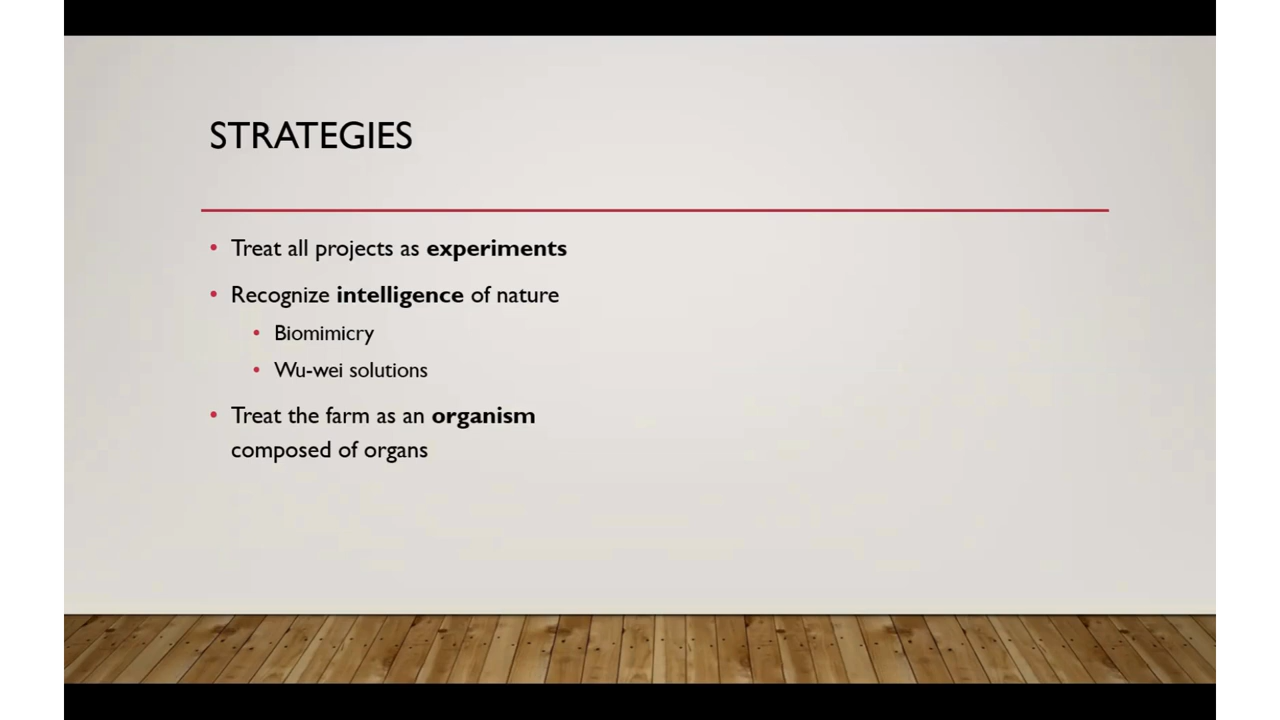 STRATEGIES
• Treat all projects as experiments
• Recognize intelligence of nature
• Biomimicry
• Wu-wei solutions
• Treat the farm as an organism
composed of organs